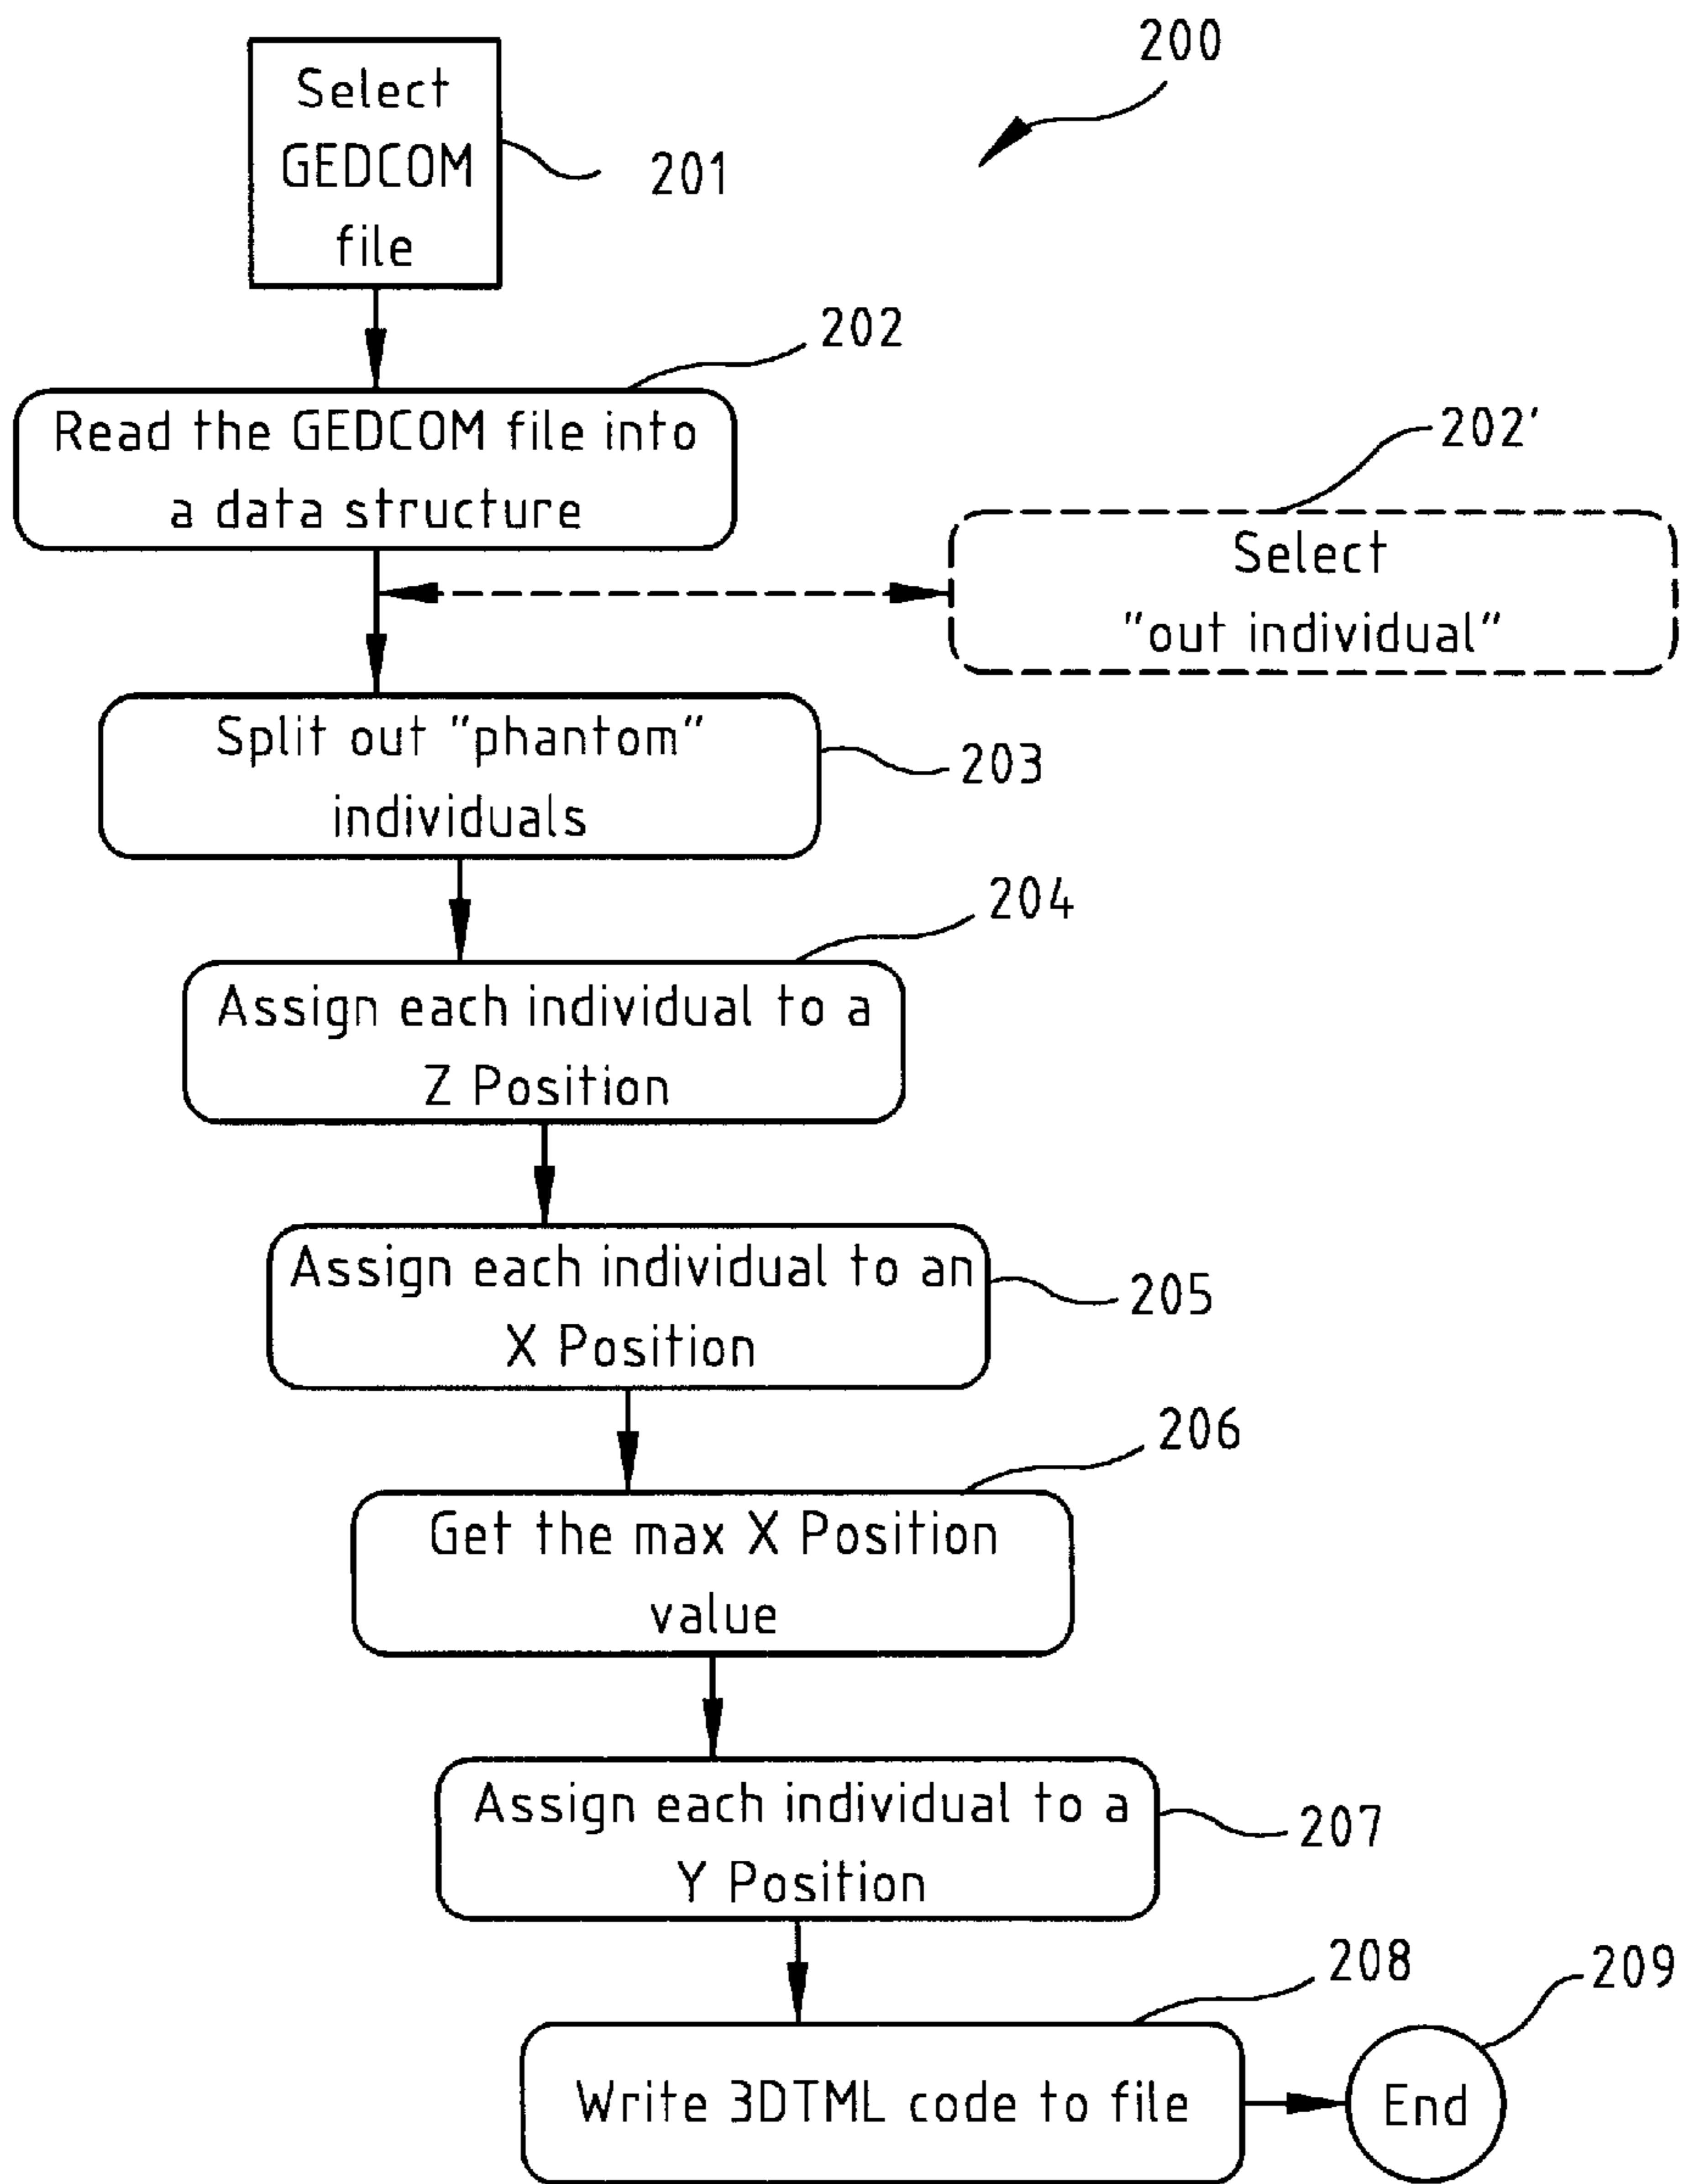 200
Select
GEDCOM
file
201
202
Read the GEDCOM file into
a data structure
202'
Select
"out individual"
Split out "phantom"
individuals
203
204
Assign each individual to a
Z Position
Assign each individual to an
X Position
205
206
Get the max X Position
value
Assign each individual to a
Y Position
207
208
209
Write 3DTML code to file
End